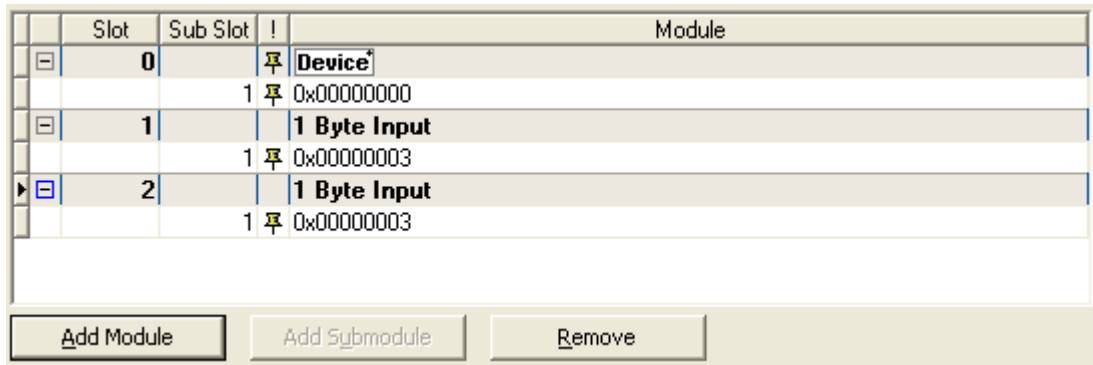 Slot Sub Slot ! Module
0 Device+
1 0x00000000
1 1 Byte Input
1 0x00000003
2 1 Byte Input
1 0x00000003
Add Module Add Submodule Remove